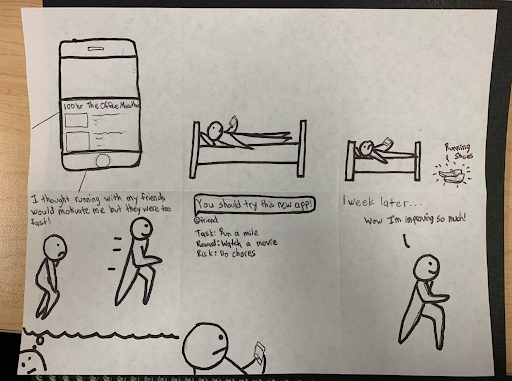 100 hr The Office Marathon
Running
Shoes
I thought running with my friends
would motivate me but they were too
fast!
You should try this new app!
@friend
Task: Run a mile
Reward: Watch a movie
Risk: Do chores
1 week later...
Wow I'm improving so much!